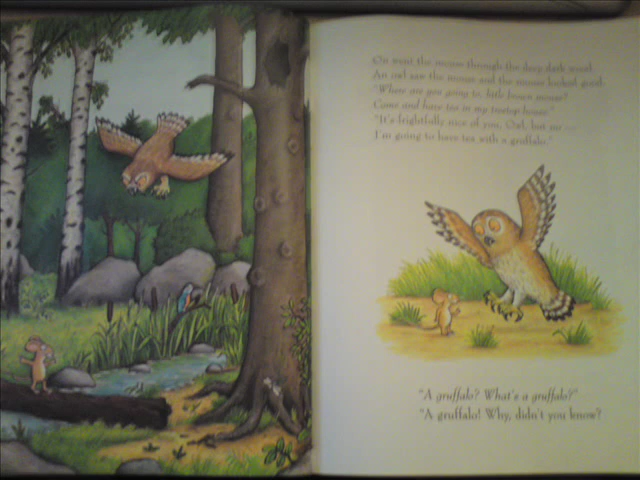 On went the mouse through the deep dark wood.
An owl saw the mouse and the mouse looked good.
"Where are you going to, little brown mouse?
Come and have tea in my treetop house."
"It's frightfully nice of you, Owl, but no —
I'm going to have tea with a gruffalo."
"A gruffalo? What's a gruffalo?"
"A gruffalo! Why, didn't you know?